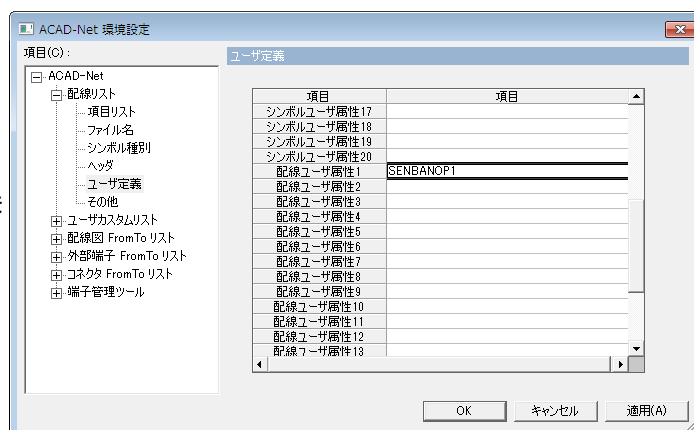 ACAD-Net 環境設定
項目(C):
ACAD-Net
配線リスト
項目リスト
ファイル名
シンボル種別
ヘッダ
ユーザ定義
その他
ユーザカスタムリスト
配線図 FromTo リスト
外部端子 FromTo リスト
コネクタ FromTo リスト
端子管理ツール
ユーザ定義
項目 項目
シンボルユーザ属性17
シンボルユーザ属性18
シンボルユーザ属性19
シンボルユーザ属性20
配線ユーザ属性1 SENBANOP1
配線ユーザ属性2
配線ユーザ属性3
配線ユーザ属性4
配線ユーザ属性5
配線ユーザ属性6
配線ユーザ属性7
配線ユーザ属性8
配線ユーザ属性9
配線ユーザ属性10
配線ユーザ属性11
配線ユーザ属性12
配線ユーザ属性13
OK キャンセル 適用(A)